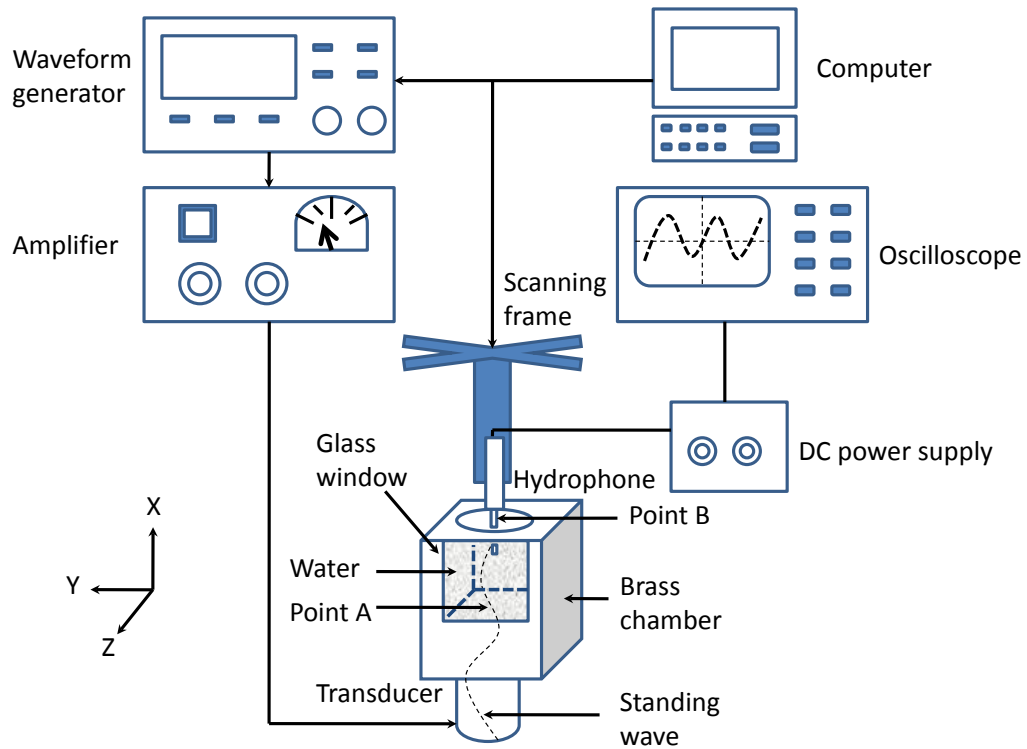 Waveform
generator
Computer
Amplifier
Oscilloscope
Scanning
frame
Glass
window
DC power supply
Hydrophone
Point B
X
Water
Y
Brass
chamber
Point A
Z
Transducer
Standing
wave